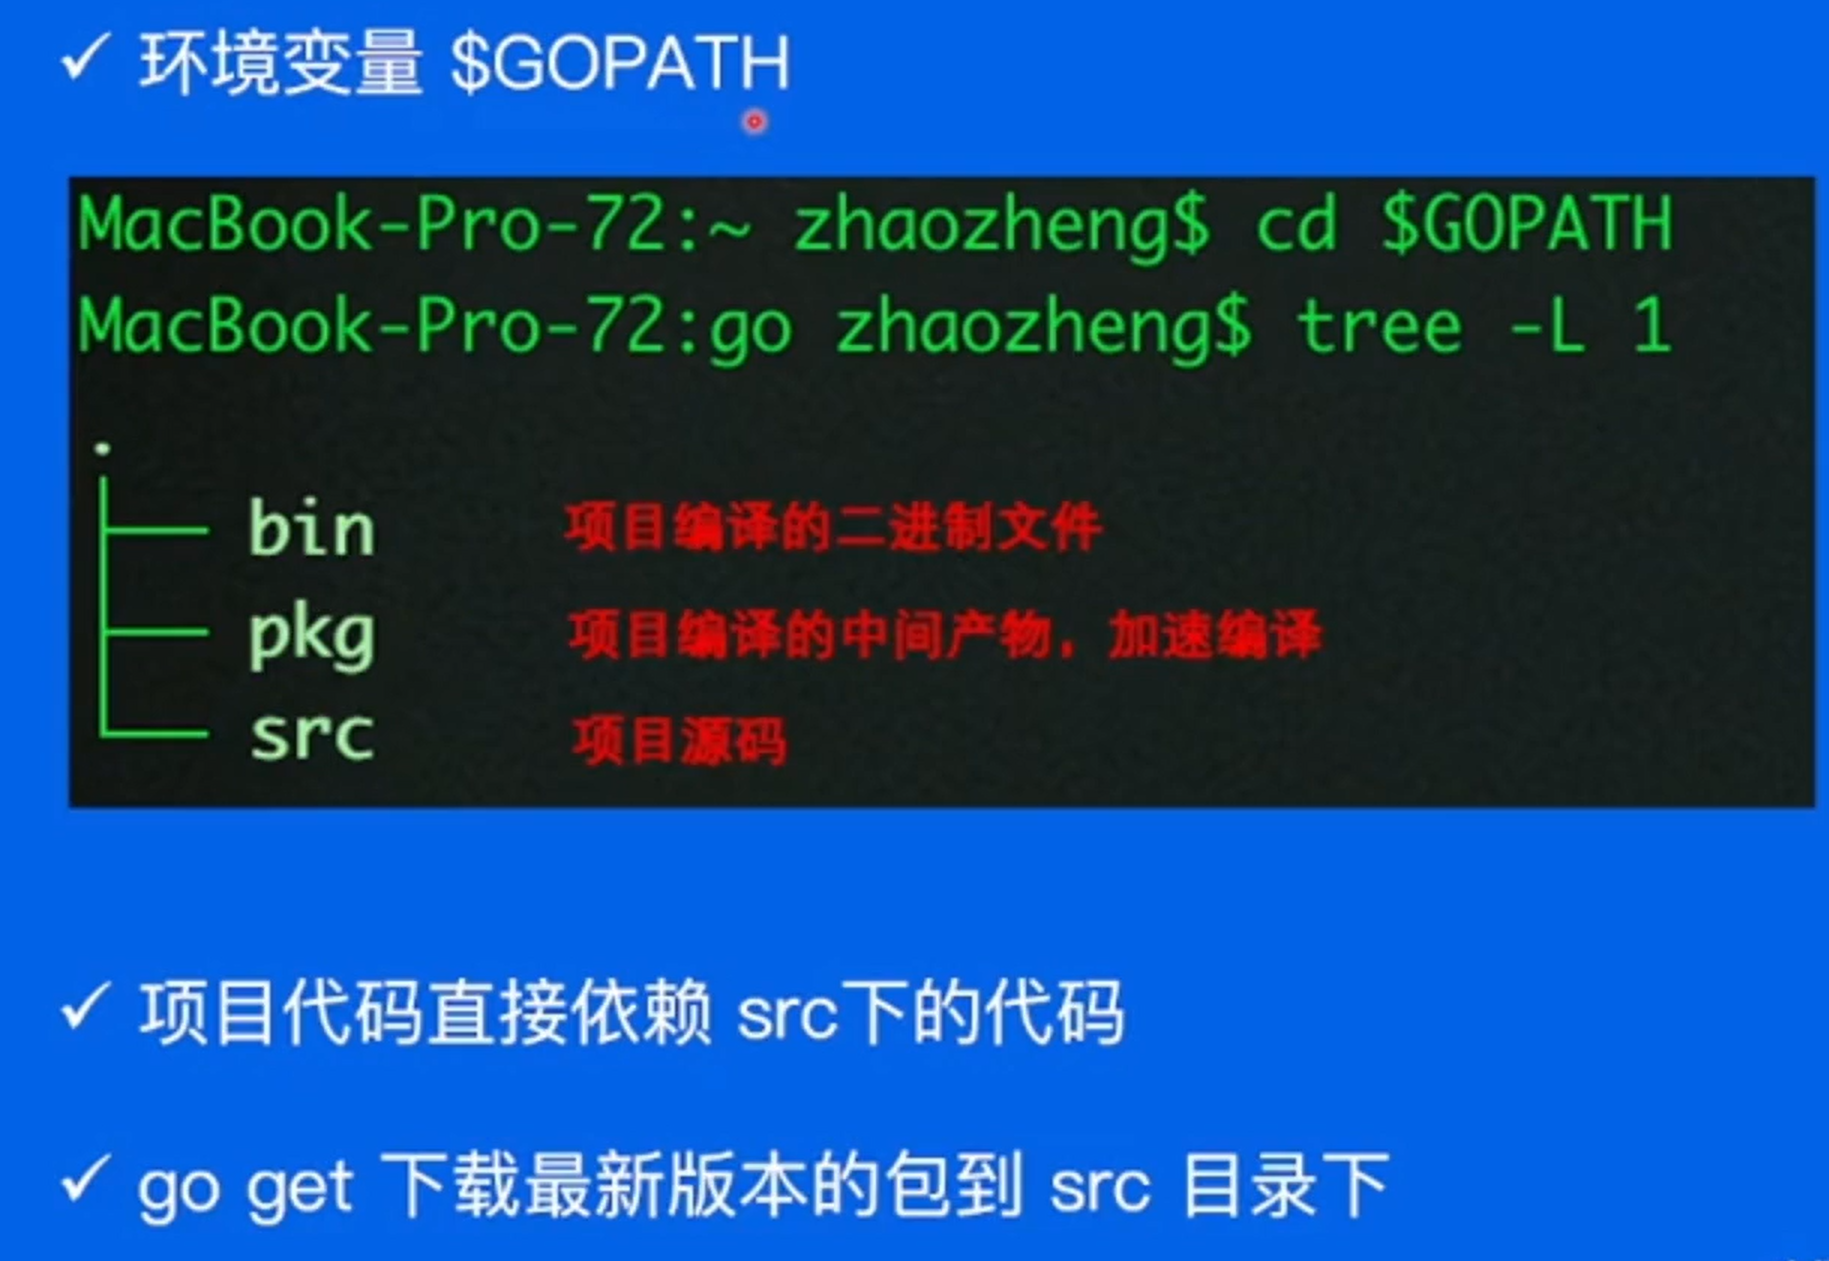 ✓ 环境变量 $GOPATH
MacBook-Pro-72:~ zhaozheng$ cd $GOPATH
MacBook-Pro-72:go zhaozheng$ tree -L 1
.
├── bin 项目编译的二进制文件
├── pkg 项目编译的中间产物，加速编译
└── src 项目源码
✓ 项目代码直接依赖 src下的代码
✓ go get 下载最新版本的包到 src 目录下